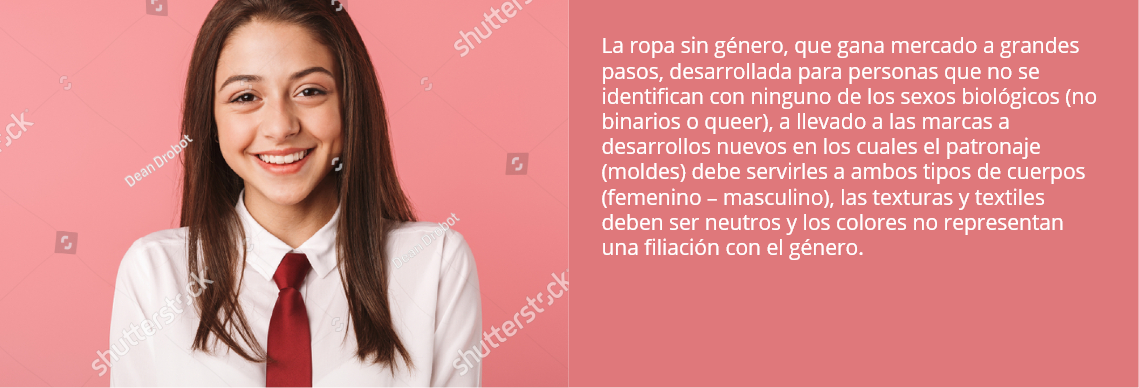 shutterstock
Dean Drobot
Dean Drobot
shutterstock
shutterstock
La ropa sin género, que gana mercado a grandes
pasos, desarrollada para personas que no se
identifican con ninguno de los sexos biológicos (no
binarios o queer), a llevado a las marcas a
desarrollos nuevos en los cuales el patronaje
(moldes) debe servirles a ambos tipos de cuerpos
(femenino – masculino), las texturas y textiles
deben ser neutros y los colores no representan
una filiación con el género.